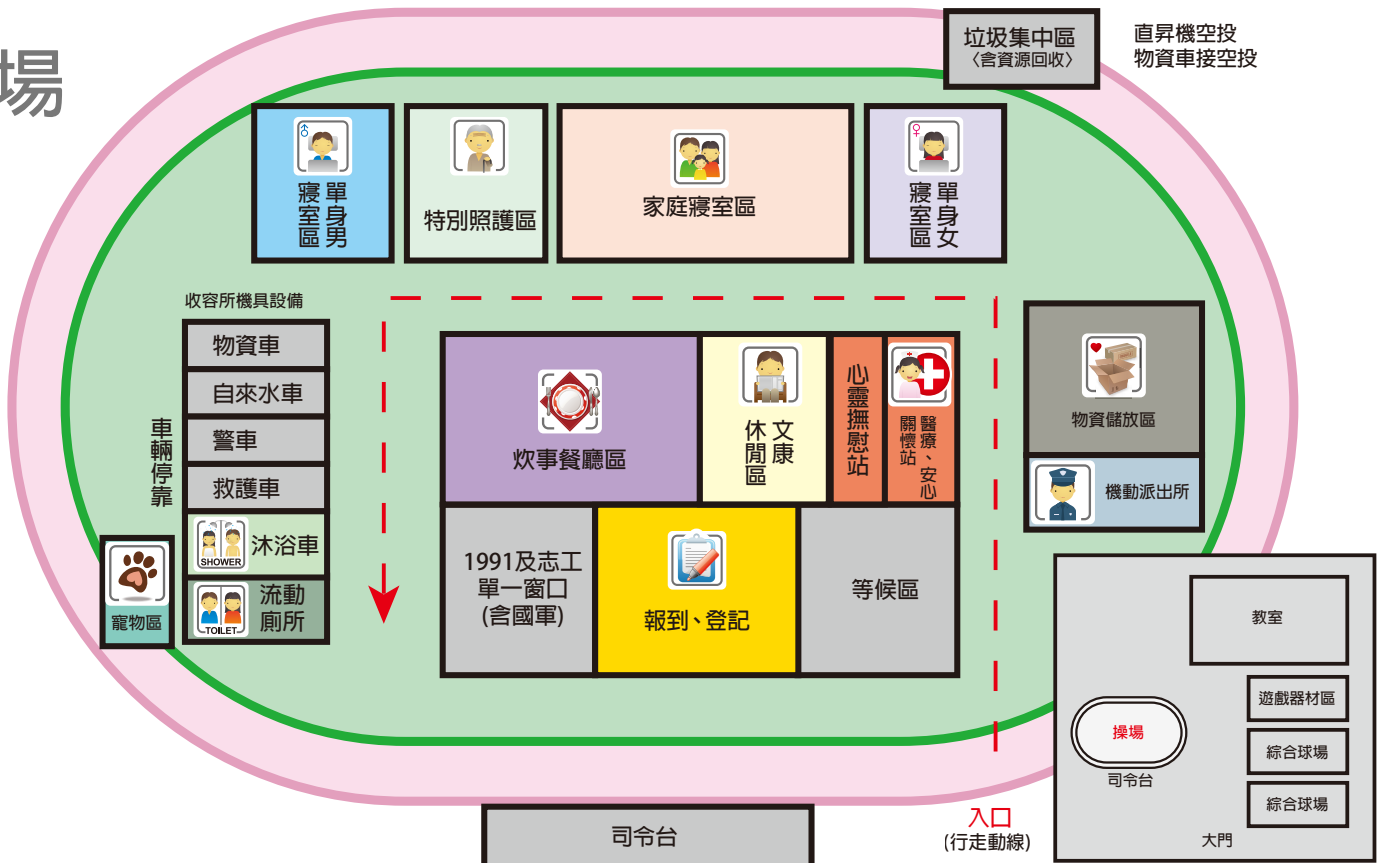 場
垃圾集中區
〈含資源回收〉
直昇機空投
物資車接空投
單身男
寢室區
特別照護區
家庭寢室區
單身女
寢室區
收容所機具設備
物資車
自來水車
警車
救護車
SHOWER
沐浴車
TOILET
流動
廁所
車輛停靠
寵物區
炊事餐廳區
文康
休閒區
心靈撫慰站
醫療、安心
關懷站
1991及志工
單一窗口
(含國軍)
報到、登記
等候區
物資儲放區
機動派出所
教室
遊戲器材區
操場
綜合球場
司令台
綜合球場
大門
司令台
入口
(行走動線)